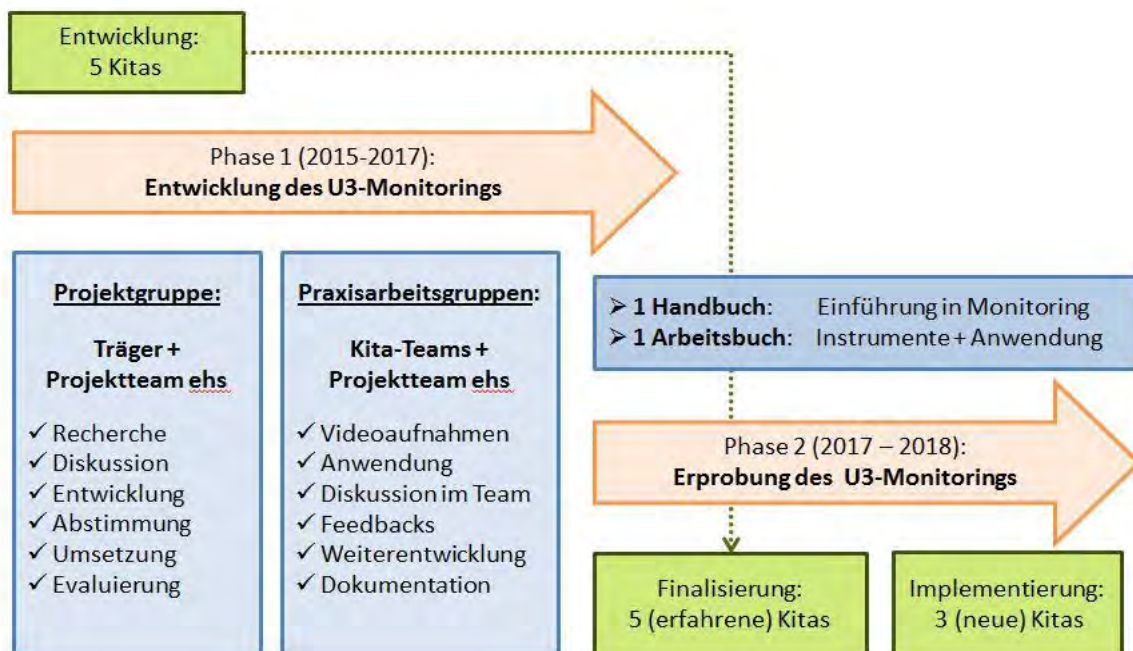 Entwicklung:
5 Kitas
Phase 1 (2015-2017):
Entwicklung des U3-Monitorings
Projektgruppe:
Träger +
Projektteam ehs
✓ Recherche
✓ Diskussion
✓ Entwicklung
✓ Abstimmung
✓ Umsetzung
✓ Evaluierung
Praxisarbeitsgruppen:
Kita-Teams +
Projektteam ehs
✓ Videoaufnahmen
✓ Anwendung
✓ Diskussion im Team
✓ Feedbacks
✓ Weiterentwicklung
✓ Dokumentation
➢ 1 Handbuch: Einführung in Monitoring
➢ 1 Arbeitsbuch: Instrumente + Anwendung
Phase 2 (2017 – 2018):
Erprobung des U3-Monitorings
Finalisierung:
5 (erfahrene) Kitas
Implementierung:
3 (neue) Kitas